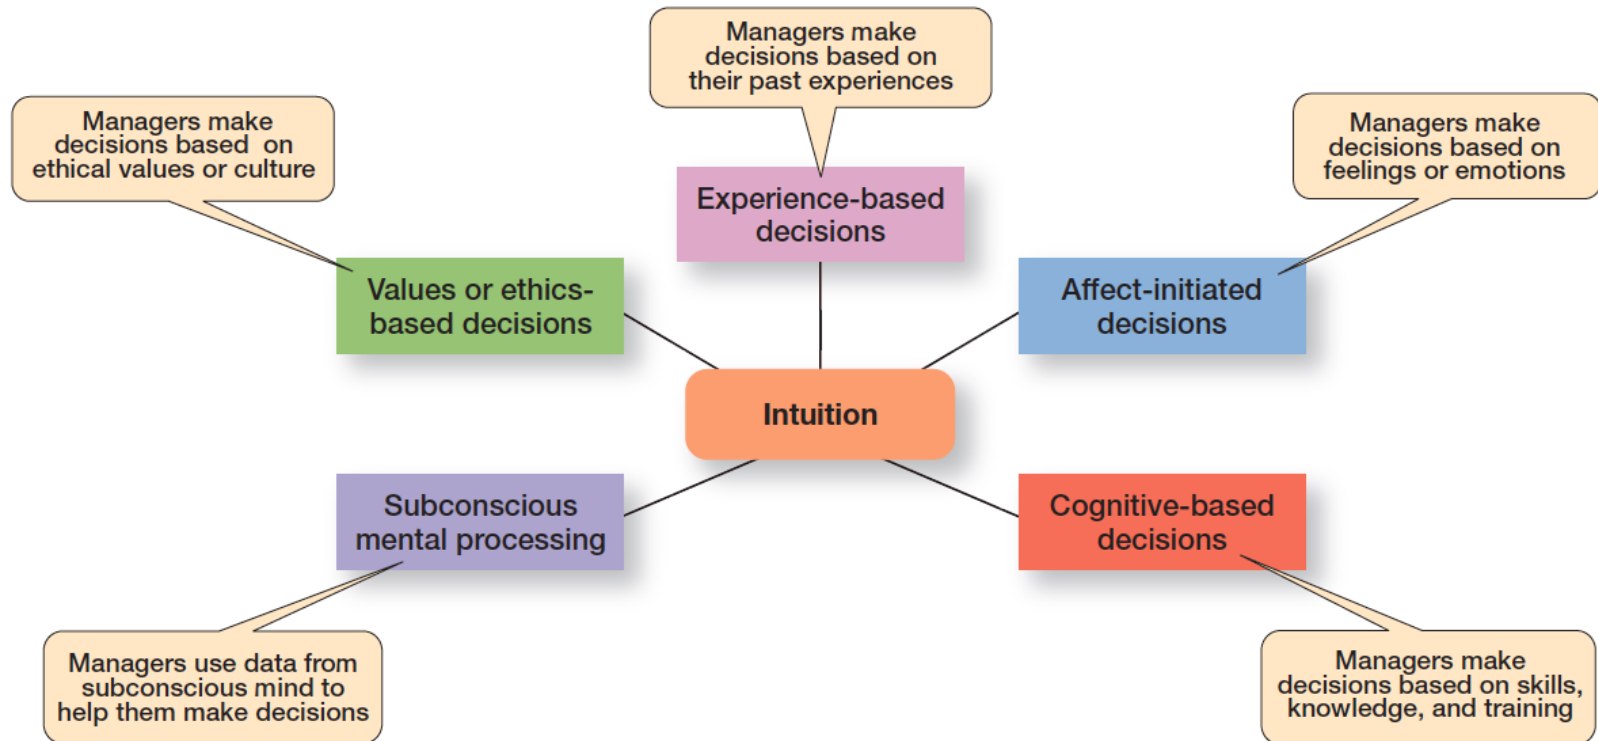 Managers make
decisions based on
their past experiences
Managers make
decisions based on
ethical values or culture
Managers make
decisions based on
feelings or emotions
Experience-based
decisions
Values or ethics-
based decisions
Affect-initiated
decisions
Intuition
Subconscious
mental processing
Cognitive-based
decisions
Managers use data from
subconscious mind to
help them make decisions
Managers make
decisions based on skills,
knowledge, and training